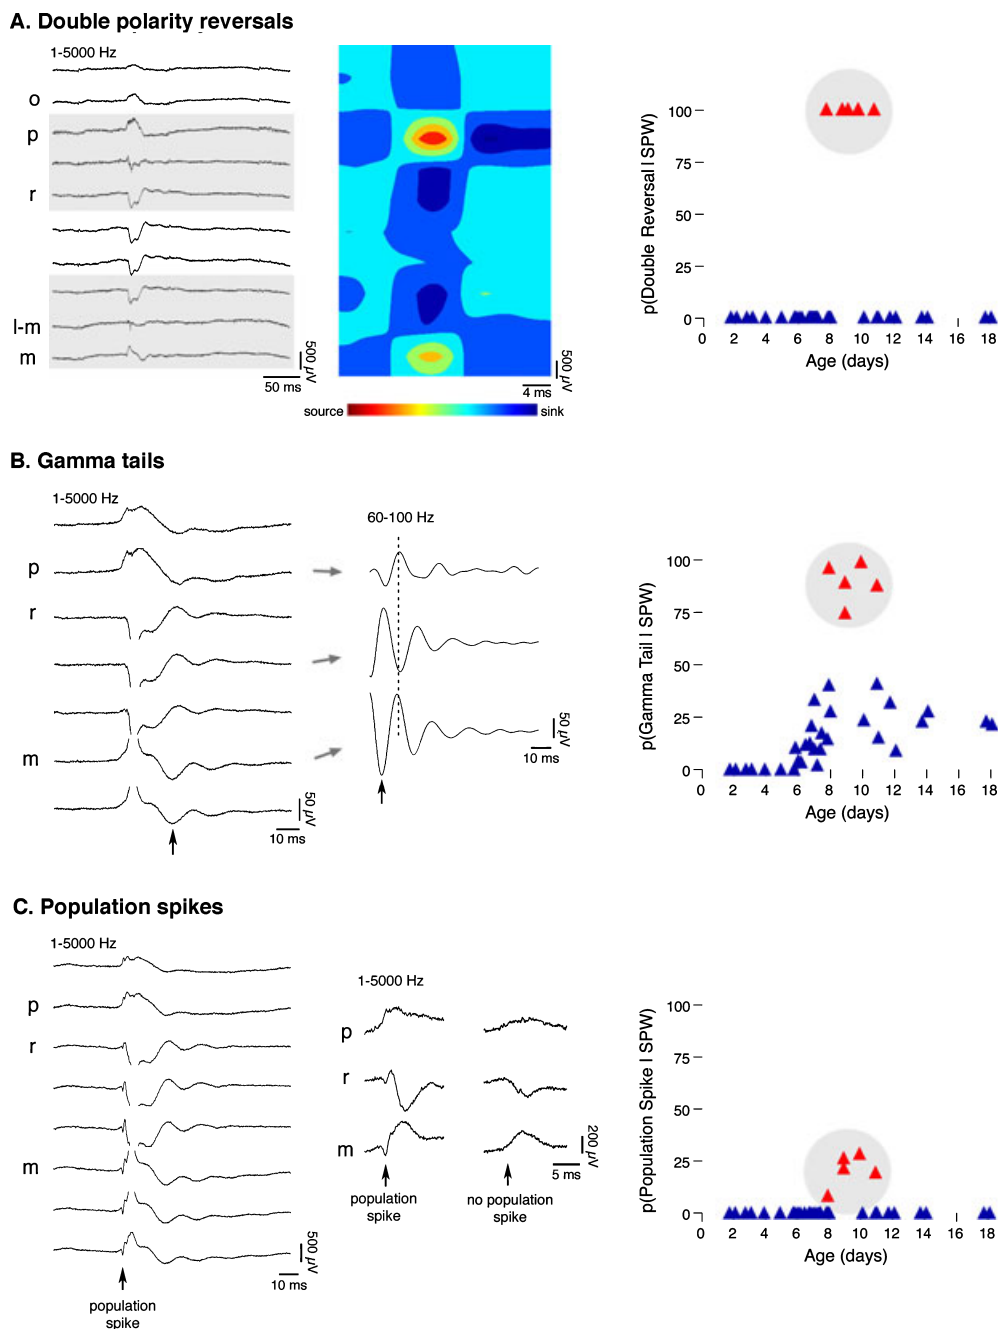 A. Double polarity reversals
1-5000 Hz
o
p
r
l-m
m
500 µV
50 ms
500 µV
4 ms
source
sink
p(Double Reversal | SPW)
100
75
50
25
0
0 2 4 6 8 10 12 14 16 18
Age (days)
B. Gamma tails
1-5000 Hz
p
r
m
50 µV
10 ms
60-100 Hz
50 µV
10 ms
p(Gamma Tail | SPW)
100
75
50
25
0
0 2 4 6 8 10 12 14 16 18
Age (days)
C. Population spikes
1-5000 Hz
p
r
m
500 µV
10 ms
population
spike
1-5000 Hz
p
r
m
200 µV
5 ms
population
spike
no population
spike
p(Population Spike | SPW)
100
75
50
25
0
0 2 4 6 8 10 12 14 16 18
Age (days)